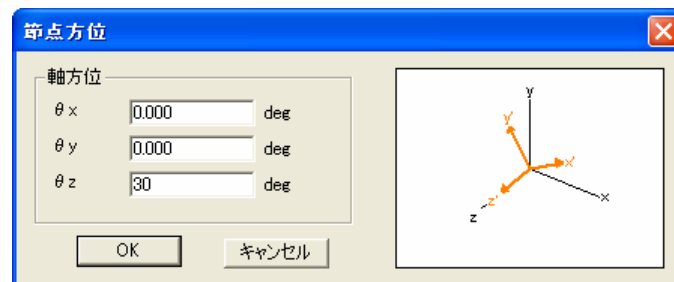 節点方位
軸方位
θx 0.000 deg
θy 0.000 deg
θz 30 deg
OK キャンセル
y
y'
x'
x
z'
z